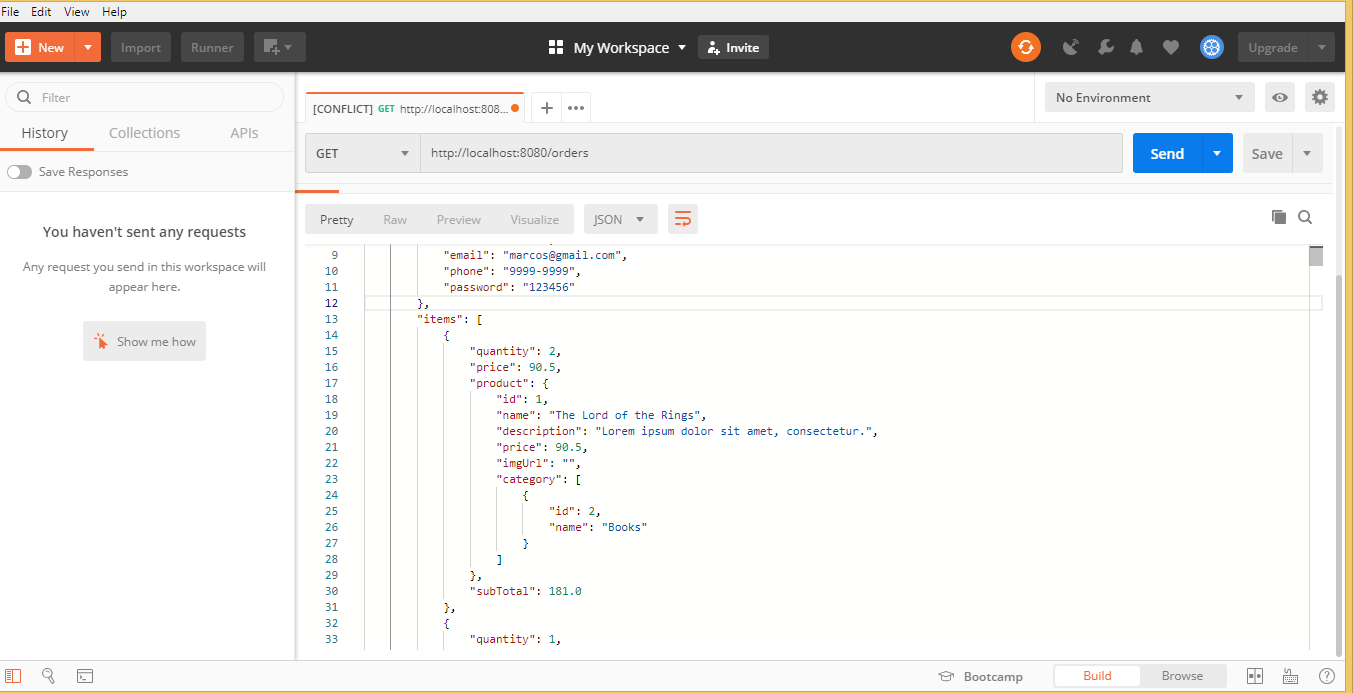 File Edit View Help
New Import Runner My Workspace Invite Upgrade
Filter
History Collections APIs
Save Responses
You haven't sent any requests
Any request you send in this workspace will
appear here.
Show me how
[CONFLICT] GET http://localhost:808...
No Environment
GET http://localhost:8080/orders Send Save
Pretty Raw Preview Visualize JSON
9 "email": "marcos@gmail.com",
10 "phone": "9999-9999",
11 "password": "123456"
12 },
13 "items": [
14 {
15 "quantity": 2,
16 "price": 90.5,
17 "product": {
18 "id": 1,
19 "name": "The Lord of the Rings",
20 "description": "Lorem ipsum dolor sit amet, consectetur.",
21 "price": 90.5,
22 "imgUrl": "",
23 "category": [
24 {
25 "id": 2,
26 "name": "Books"
27 }
28 ]
29 },
30 "subTotal": 181.0
31 },
32 {
33 "quantity": 1,
Bootcamp Build Browse